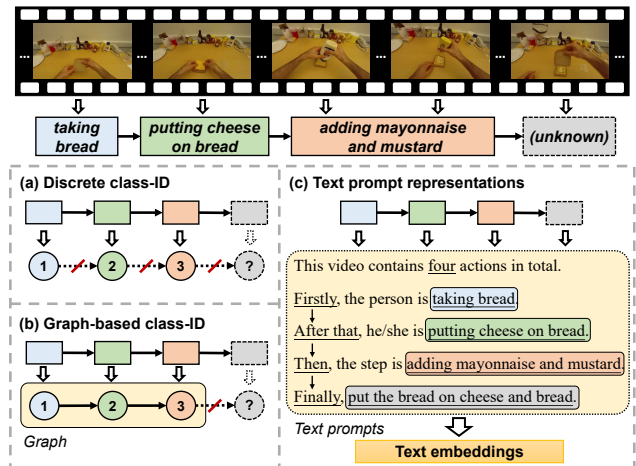 ... ... ... ... ... ...
taking
bread
putting cheese
on bread
adding mayonnaise
and mustard
(unknown)
(a) Discrete class-ID
1 2 3 ?
(b) Graph-based class-ID
1 2 3 ?
Graph
(c) Text prompt representations
This video contains four actions in total.
Firstly, the person is taking bread.
After that, he/she is putting cheese on bread.
Then, the step is adding mayonnaise and mustard.
Finally, put the bread on cheese and bread.
Text prompts
Text embeddings